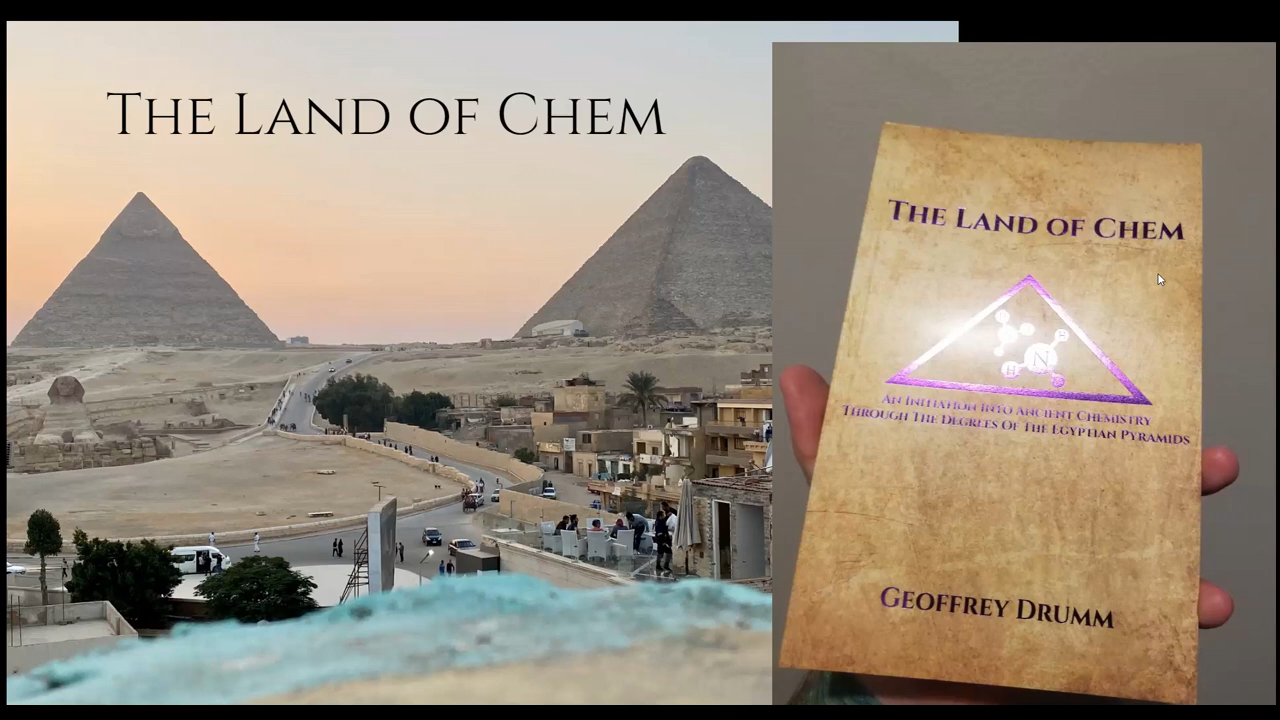 The Land of Chem
The Land of Chem
N
H
An Initiation into Ancient Chemistry
Through The Degrees Of The Egyptian Pyramids
Geoffrey Drumm